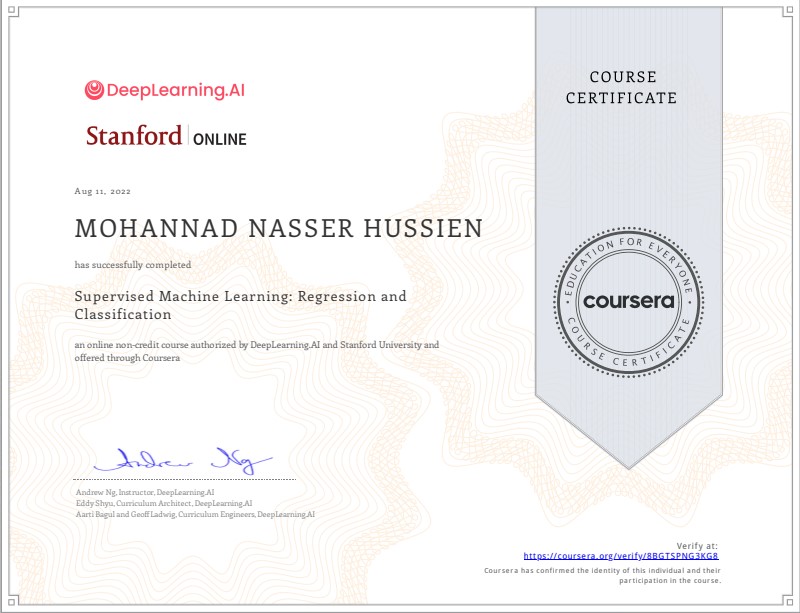 DeepLearning.AI
Stanford ONLINE
COURSE
CERTIFICATE
Aug 11, 2022
MOHANNAD NASSER HUSSIEN
has successfully completed
Supervised Machine Learning: Regression and
Classification
an online non-credit course authorized by DeepLearning.AI and Stanford University and
offered through Coursera
EDUCATION FOR EVERYONE
coursera
COURSE CERTIFICATE
Andrew Ng
Andrew Ng, Instructor, DeepLearning.AI
Eddy Shyu, Curriculum Architect, DeepLearning.AI
Aarti Bagul and Geoff Ladwig, Curriculum Engineers, DeepLearning.AI
Verify at:
https://coursera.org/verify/8BGTSPNG3KG8
Coursera has confirmed the identity of this individual and their
participation in the course.